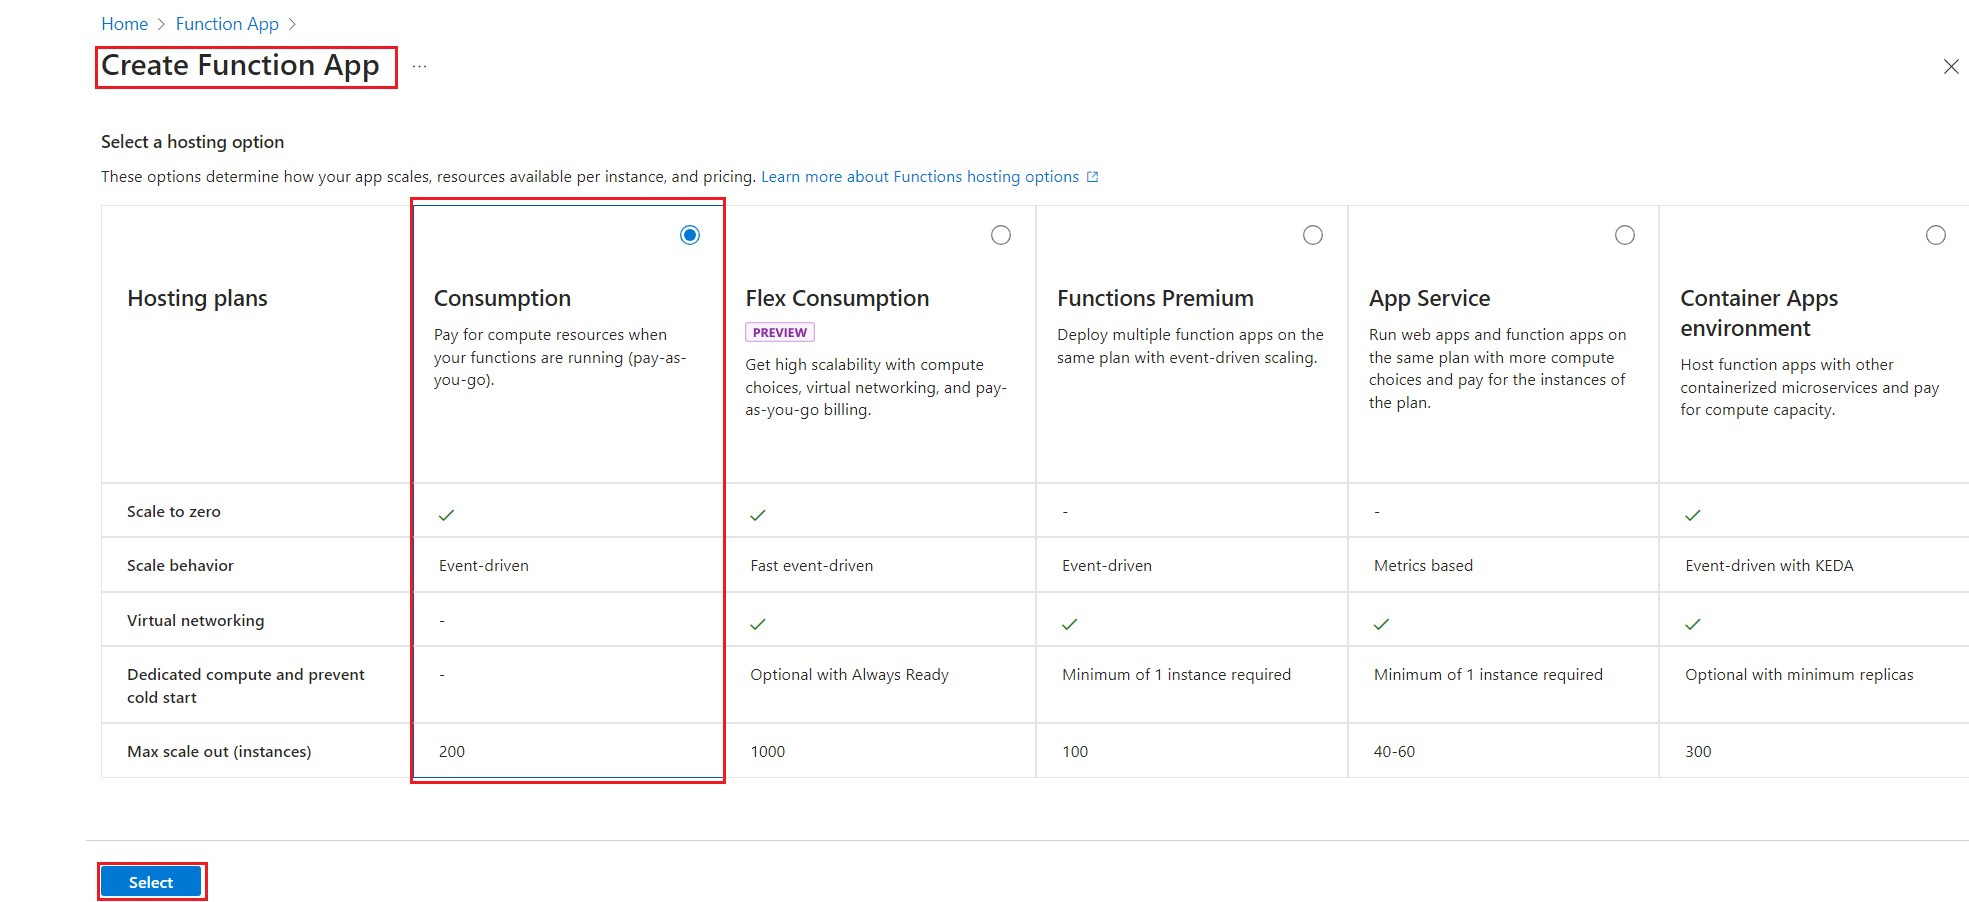 Home > Function App >
Create Function App ...
Select a hosting option
These options determine how your app scales, resources available per instance, and pricing. Learn more about Functions hosting options
Hosting plans
Consumption
Pay for compute resources when
your functions are running (pay-as-
you-go).
Flex Consumption
PREVIEW
Get high scalability with compute
choices, virtual networking, and pay-
as-you-go billing.
Functions Premium
Deploy multiple function apps on the
same plan with event-driven scaling.
App Service
Run web apps and function apps on
the same plan with more compute
choices and pay for the instances of
the plan.
Container Apps
environment
Host function apps with other
containerized microservices and pay
for compute capacity.
Scale to zero ✓ ✓ - - ✓
Scale behavior Event-driven Fast event-driven Event-driven Metrics based Event-driven with KEDA
Virtual networking - ✓ ✓ ✓ ✓
Dedicated compute and prevent
cold start
- Optional with Always Ready Minimum of 1 instance required Minimum of 1 instance required Optional with minimum replicas
Max scale out (instances) 200 1000 100 40-60 300
Select